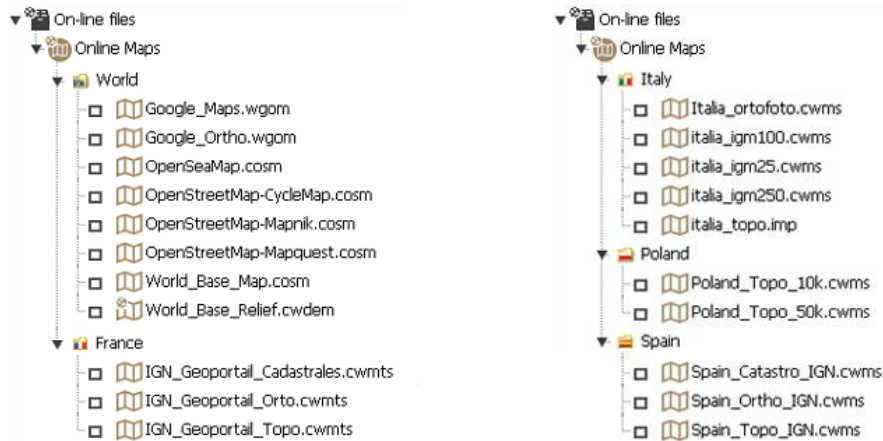 On-line files
Online Maps
World
Google_Maps.wgom
Google_Ortho.wgom
OpenSeaMap.cosm
OpenStreetMap-CycleMap.cosm
OpenStreetMap-Mapnik.cosm
OpenStreetMap-Mapquest.cosm
World_Base_Map.cosm
World_Base_Relief.cwdem
France
IGN_Geoportail_Cadastrales.cwmts
IGN_Geoportail_Orto.cwmts
IGN_Geoportail_Topo.cwmts
On-line files
Online Maps
Italy
Italia_ortofoto.cwms
italia_igm100.cwms
italia_igm25.cwms
italia_igm250.cwms
italia_topo.imp
Poland
Poland_Topo_10k.cwms
Poland_Topo_50k.cwms
Spain
Spain_Catastro_IGN.cwms
Spain_Ortho_IGN.cwms
Spain_Topo_IGN.cwms